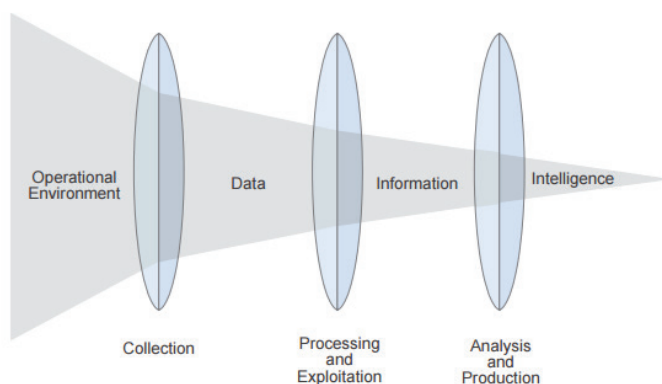 Operational
Environment
Data
Information
Intelligence
Collection
Processing
and
Exploitation
Analysis
and
Production